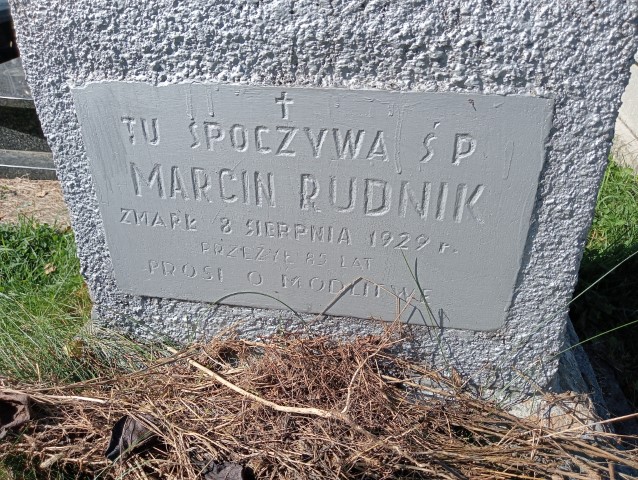 TU SPOCZYWA Ś P
MARCIN RUDNIK
ZMARŁ 8 SIERPNIA 1929 r.
PRZEŻYŁ 85 LAT
PROSI O MODLITWĘ